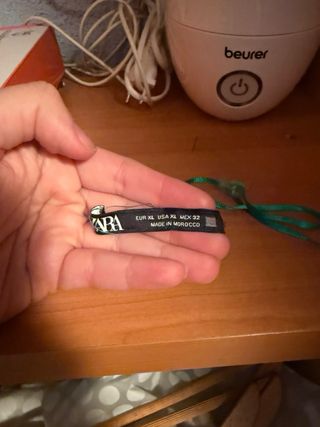 beurer
ZARA
EUR XL USA XL MEX 32
MADE IN MOROCCO